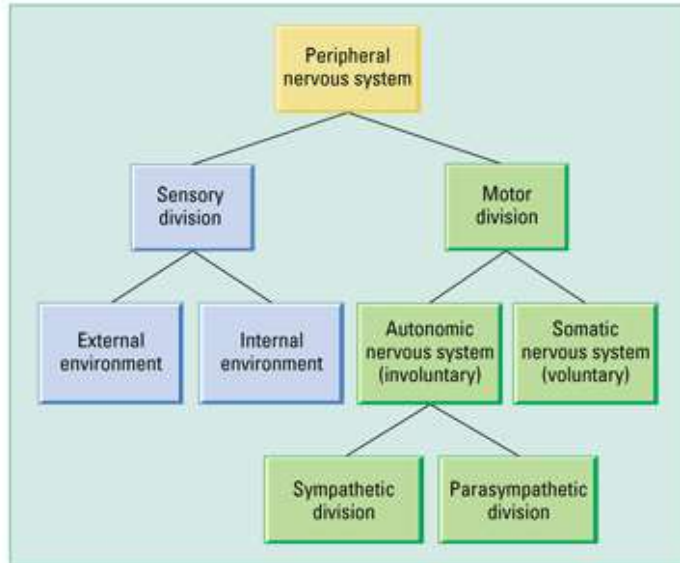 Peripheral
nervous system
Sensory
division
Motor
division
External
environment
Internal
environment
Autonomic
nervous system
(involuntary)
Somatic
nervous system
(voluntary)
Sympathetic
division
Parasympathetic
division